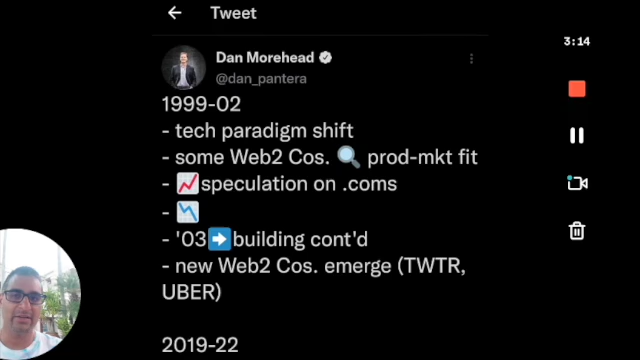 Tweet
3:14
Dan Morehead
@dan_pantera
1999-02
- tech paradigm shift
- some Web2 Cos. 🔍 prod-mkt fit
- 📈speculation on .coms
- 📉
- '03➡️building cont'd
- new Web2 Cos. emerge (TWTR,
UBER)
2019-22